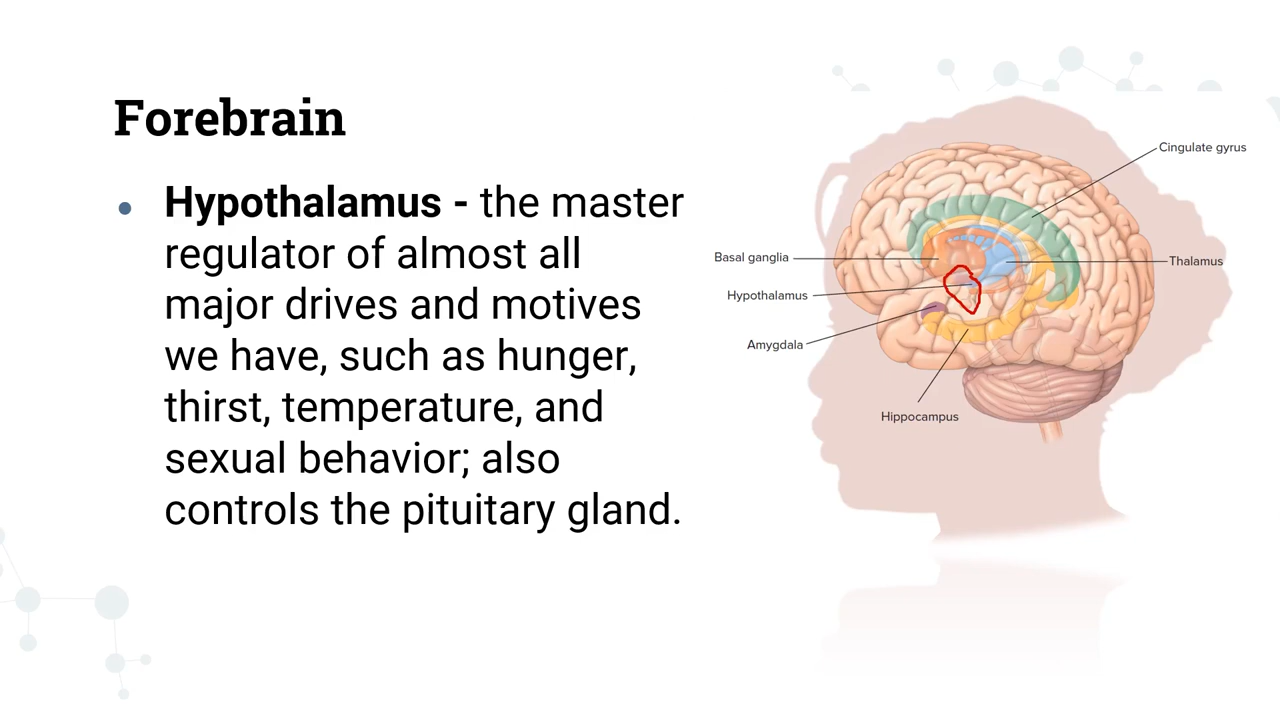 Forebrain
Hypothalamus - the master
regulator of almost all
major drives and motives
we have, such as hunger,
thirst, temperature, and
sexual behavior; also
controls the pituitary gland.
Cingulate gyrus
Basal ganglia
Thalamus
Hypothalamus
Amygdala
Hippocampus